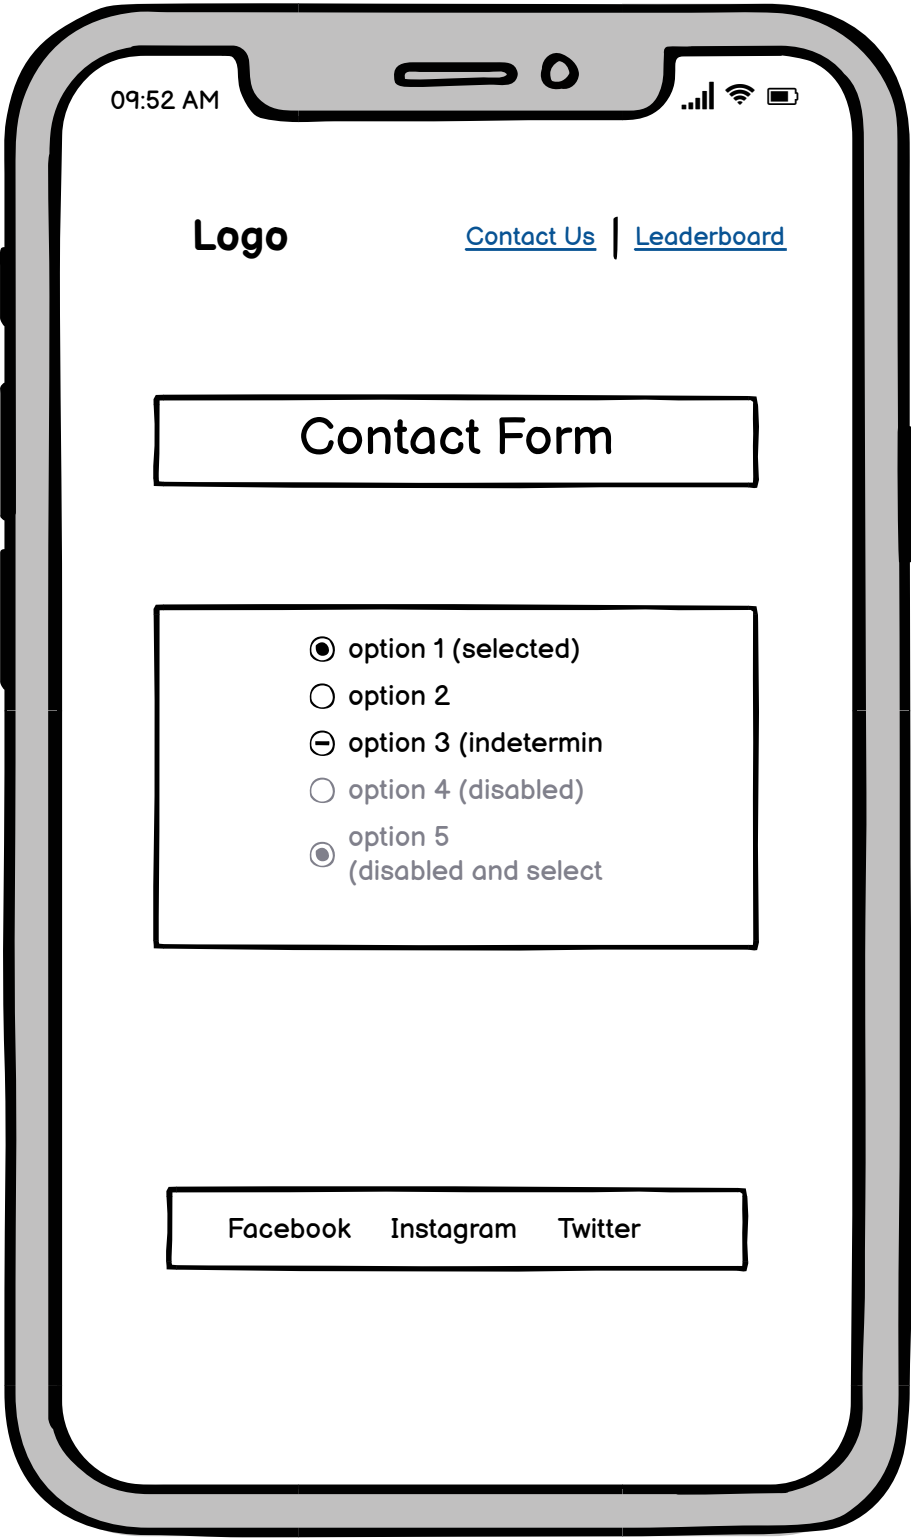 09:52 AM
Logo
Contact Us | Leaderboard
Contact Form
option 1 (selected)
option 2
option 3 (indetermin
option 4 (disabled)
option 5
(disabled and select
Facebook Instagram Twitter